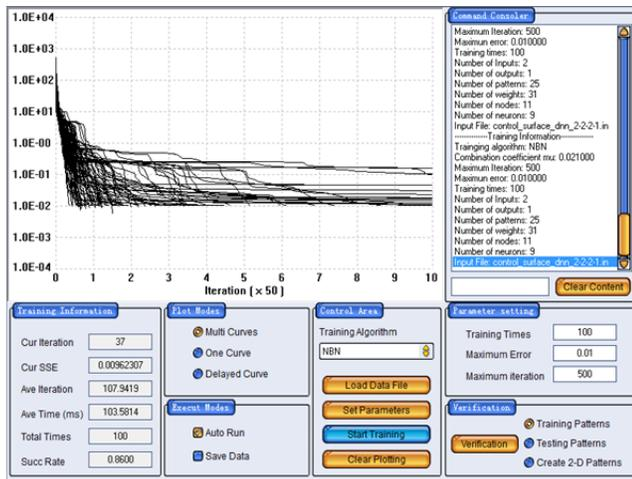 1.0E+04
1.0E+03
1.0E+02
1.0E+01
1.0E-00
1.0E-01
1.0E-02
1.0E-03
1.0E-04
0 1 2 3 4 5 6 7 8 9 10
Iteration ( x 50 )
Command Consoler
Maximum Iteration: 500
Maximun error: 0.010000
Training times: 100
Number of Inputs: 2
Number of outputs: 1
Number of patterns: 25
Number of weights: 31
Number of nodes: 11
Number of neurons: 9
Input File: control_surface_dnn_2-2-2-1.in
---------------Training Information---------------
Trainging algorithm: NBN
Combination coefficient mu: 0.021000
Maximum Iteration: 500
Maximun error: 0.010000
Training times: 100
Number of Inputs: 2
Number of outputs: 1
Number of patterns: 25
Number of weights: 31
Number of nodes: 11
Number of neurons: 9
Input File: control_surface_dnn_2-2-2-1.in
Clear Content
Training Information
Cur Iteration 37
Cur SSE 0.00962307
Ave Iteration 107.9419
Ave Time (ms) 103.5814
Total Times 100
Succ Rate 0.8600
Plot Modes
Multi Curves
One Curve
Delayed Curve
Execut Modes
Auto Run
Save Data
Control Area
Training Algorithm
NBN
Load Data File
Set Parameters
Start Training
Clear Plotting
Parameter setting
Training Times 100
Maximum Error 0.01
Maximum iteration 500
Verification
Verification
Training Patterns
Testing Patterns
Create 2-D Patterns